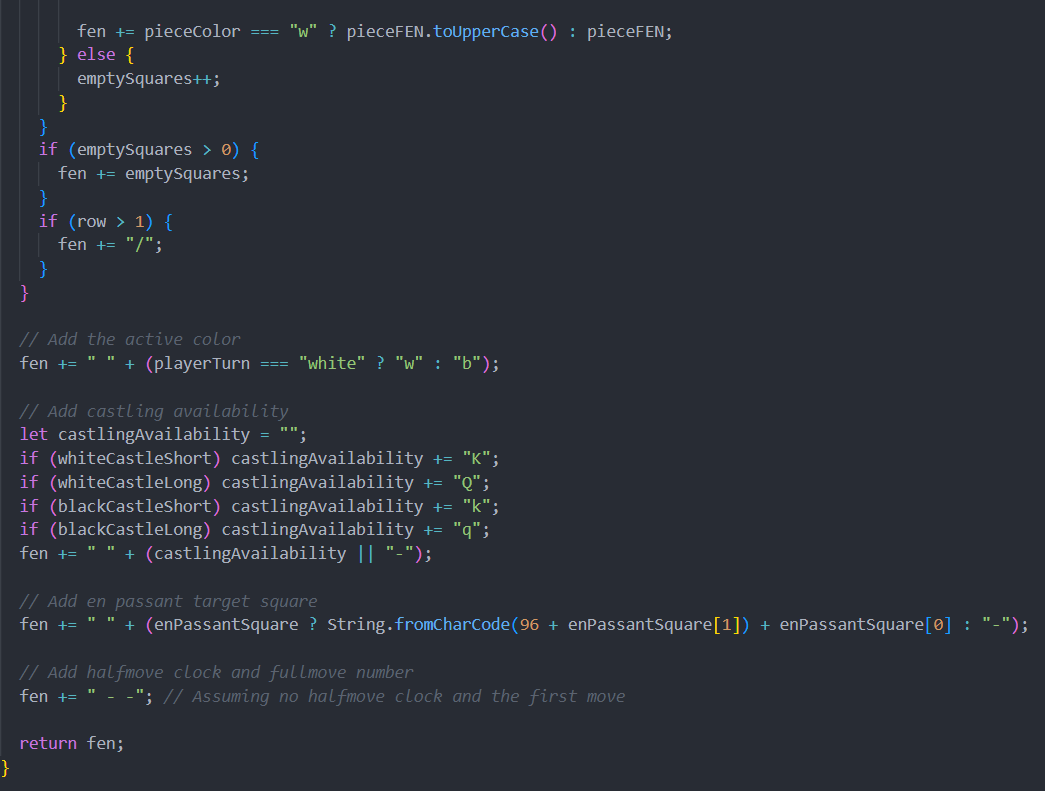 fen += pieceColor === "w" ? pieceFEN.toUpperCase() : pieceFEN;
} else {
emptySquares++;
}
}
if (emptySquares > 0) {
fen += emptySquares;
}
if (row > 1) {
fen += "/";
}
}
// Add the active color
fen += " " + (playerTurn === "white" ? "w" : "b");
// Add castling availability
let castlingAvailability = "";
if (whiteCastleShort) castlingAvailability += "K";
if (whiteCastleLong) castlingAvailability += "Q";
if (blackCastleShort) castlingAvailability += "k";
if (blackCastleLong) castlingAvailability += "q";
fen += " " + (castlingAvailability || "-");
// Add en passant target square
fen += " " + (enPassantSquare ? String.fromCharCode(96 + enPassantSquare[1]) + enPassantSquare[0] : "-");
// Add halfmove clock and fullmove number
fen += " - -"; // Assuming no halfmove clock and the first move
return fen;
}